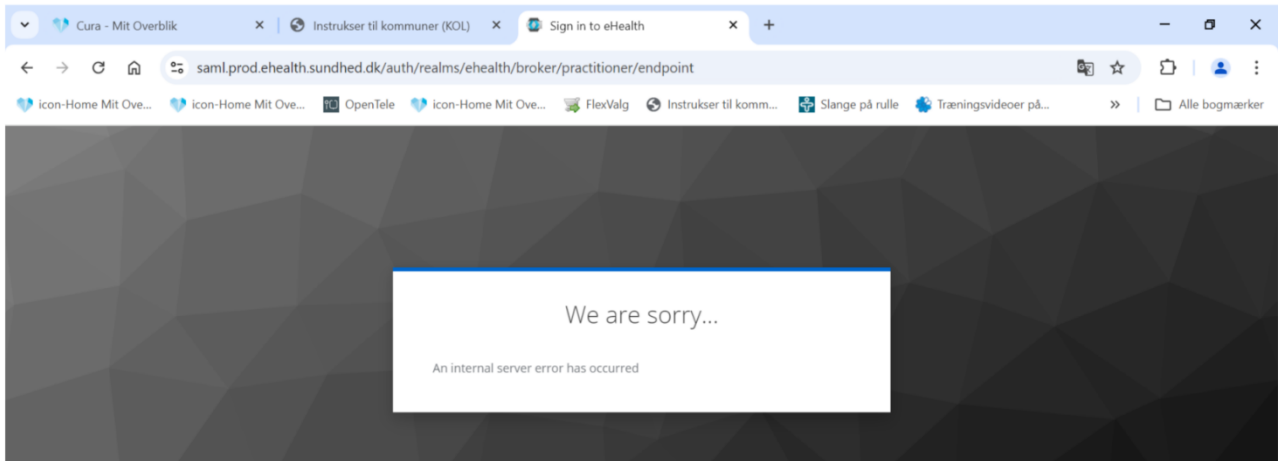 Cura - Mit Overblik
Instrukser til kommuner (KOL)
Sign in to eHealth
saml.prod.ehealth.sundhed.dk/auth/realms/ehealth/broker/practitioner/endpoint
icon-Home Mit Ove... icon-Home Mit Ove... OpenTele icon-Home Mit Ove... FlexValg Instrukser til komm... Slange på rulle Træningsvideoer på... Alle bogmærker
We are sorry...
An internal server error has occurred